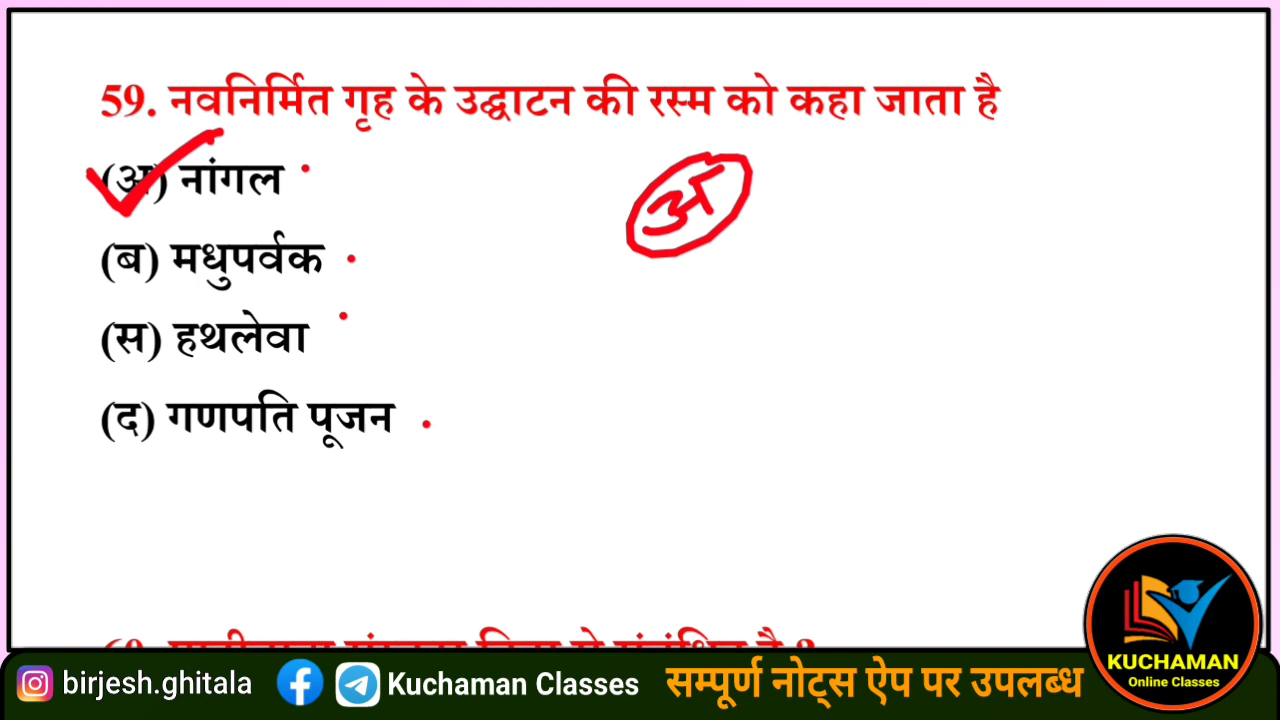 59. नवनिर्मित गृह के उद्घाटन की रस्म को कहा जाता है
(अ) नांगल
अ
(ब) मधुपर्वक
(स) हथलेवा
(द) गणपति पूजन
birjesh.ghitala
Kuchaman Classes
सम्पूर्ण नोट्स ऐप पर उपलब्ध
KUCHAMAN
Online Classes